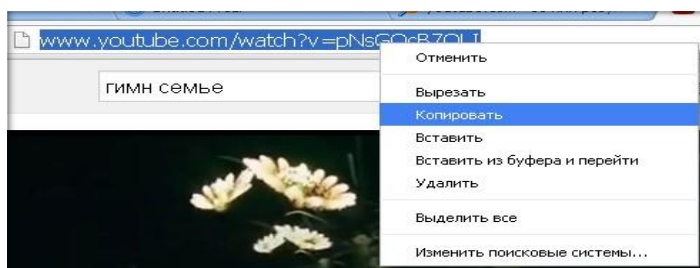 www.youtube.com/watch?v=pNsGOcB7QLI
гимн семье
Отменить
Вырезать
Копировать
Вставить
Вставить из буфера и перейти
Удалить
Выделить все
Изменить поисковые системы...